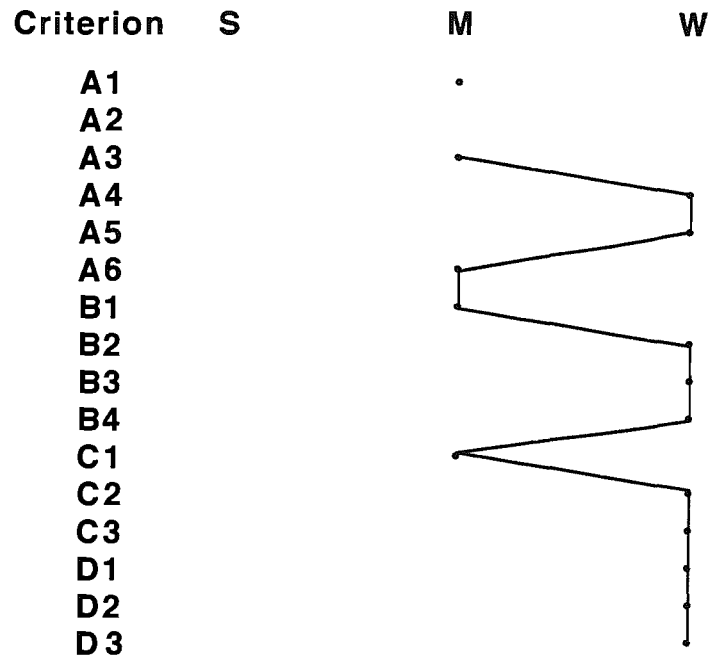 Criterion S M W
A1
A2
A3
A4
A5
A6
B1
B2
B3
B4
C1
C2
C3
D1
D2
D3